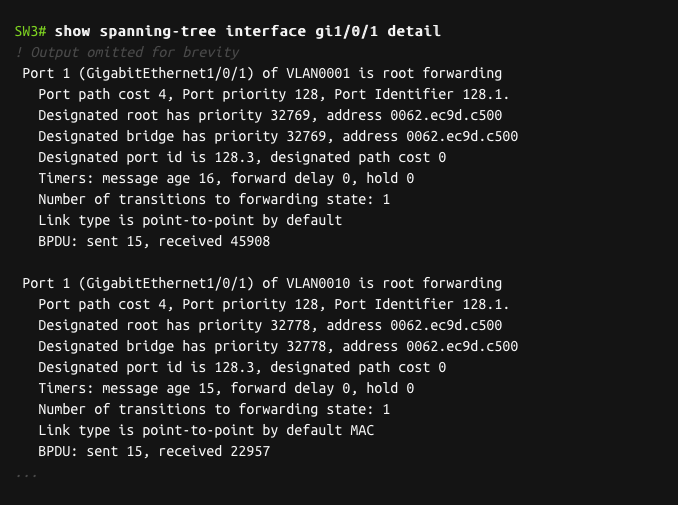 SW3# show spanning-tree interface gi1/0/1 detail
! Output omitted for brevity
Port 1 (GigabitEthernet1/0/1) of VLAN0001 is root forwarding
Port path cost 4, Port priority 128, Port Identifier 128.1.
Designated root has priority 32769, address 0062.ec9d.c500
Designated bridge has priority 32769, address 0062.ec9d.c500
Designated port id is 128.3, designated path cost 0
Timers: message age 16, forward delay 0, hold 0
Number of transitions to forwarding state: 1
Link type is point-to-point by default
BPDU: sent 15, received 45908
Port 1 (GigabitEthernet1/0/1) of VLAN0010 is root forwarding
Port path cost 4, Port priority 128, Port Identifier 128.1.
Designated root has priority 32778, address 0062.ec9d.c500
Designated bridge has priority 32778, address 0062.ec9d.c500
Designated port id is 128.3, designated path cost 0
Timers: message age 15, forward delay 0, hold 0
Number of transitions to forwarding state: 1
Link type is point-to-point by default MAC
BPDU: sent 15, received 22957
...